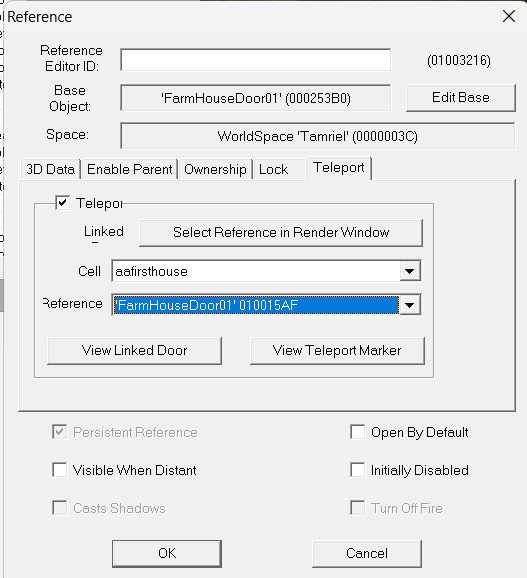 Reference
Reference
Editor ID:
(01003216)
Base
Object:
'FarmHouseDoor01' (000253B0)
Edit Base
Space:
WorldSpace 'Tamriel' (0000003C)
3D Data
Enable Parent
Ownership
Lock
Teleport
Telepor
Linked
Select Reference in Render Window
Cell
aafirsthouse
Reference
'FarmHouseDoor01' 010015AF
View Linked Door
View Teleport Marker
Persistent Reference
Open By Default
Visible When Distant
Initially Disabled
Casts Shadows
Turn Off Fire
OK
Cancel